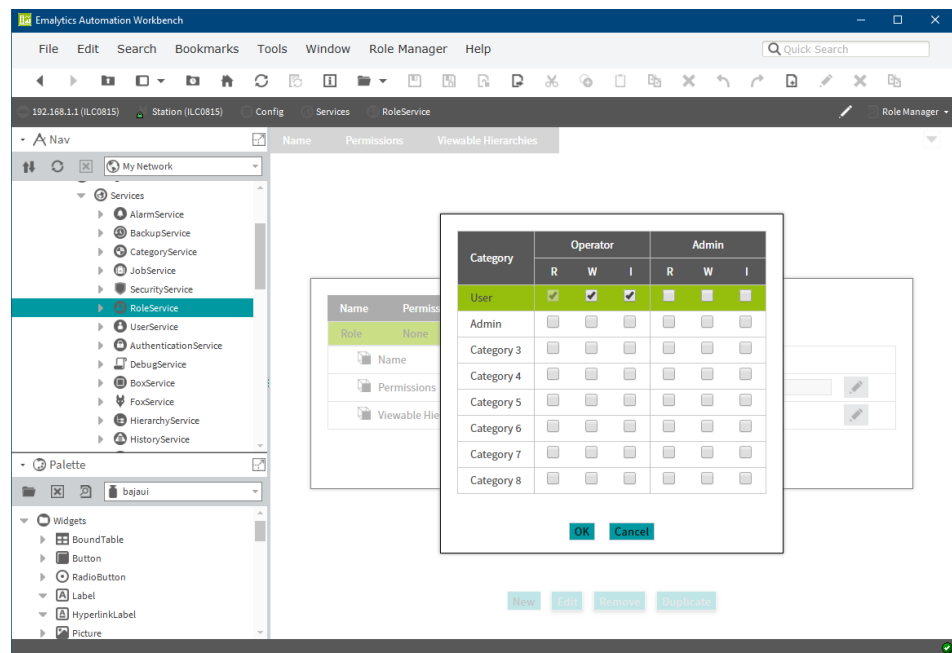 Emalytics Automation Workbench
File Edit Search Bookmarks Tools Window Role Manager Help Quick Search
192.168.1.1 (ILC0815) Station (ILC0815) Config Services RoleService Role Manager
Nav
My Network
Services
AlarmService
BackupService
CategoryService
JobService
SecurityService
RoleService
UserService
AuthenticationService
DebugService
BoxService
FoxService
HierarchyService
HistoryService
Palette
bajaui
Widgets
BoundTable
Button
RadioButton
Label
HyperlinkLabel
Picture
Name Permissions Viewable Hierarchies
Name Permiss
Role None
Name
Permissions
Viewable Hie
Category Operator Admin
R W I R W I
User
Admin
Category 3
Category 4
Category 5
Category 6
Category 7
Category 8
OK Cancel
New Edit Remove Duplicate